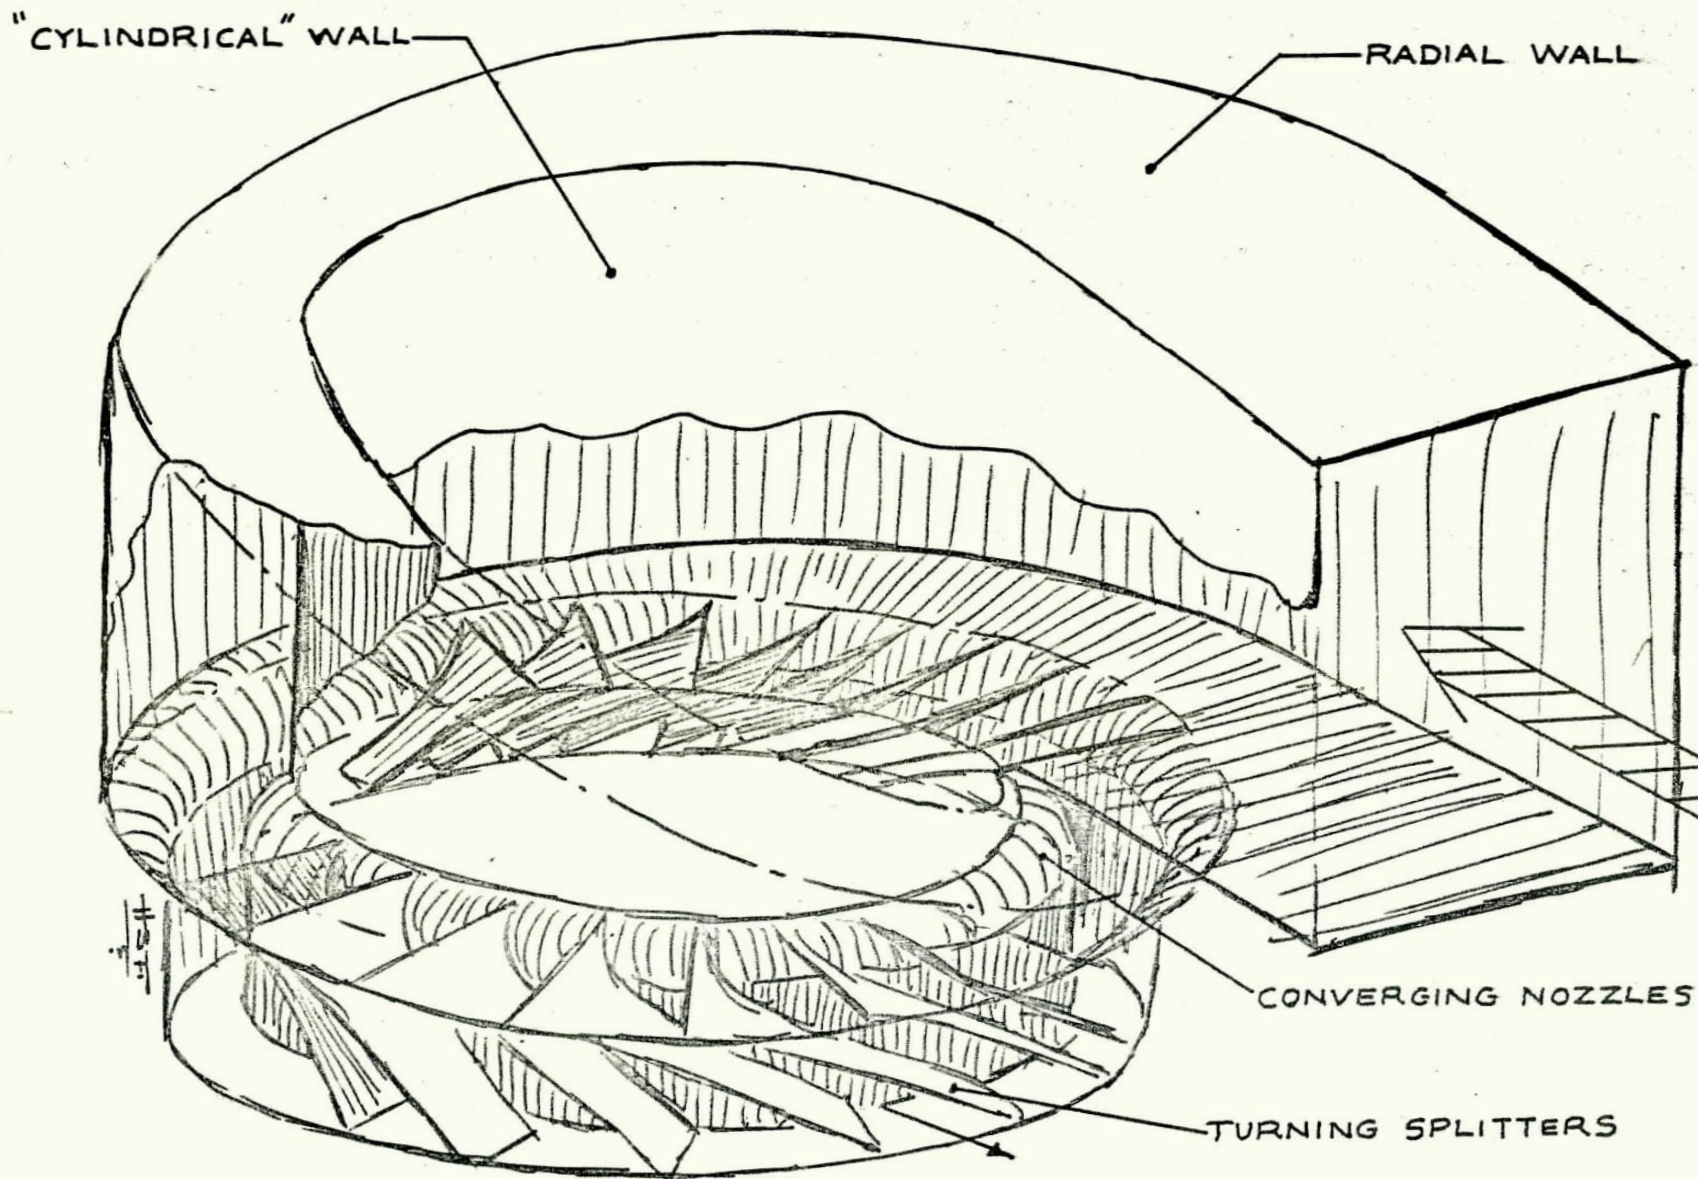 "CYLINDRICAL" WALL
RADIAL WALL
CONVERGING NOZZLES
TURNING SPLITTERS